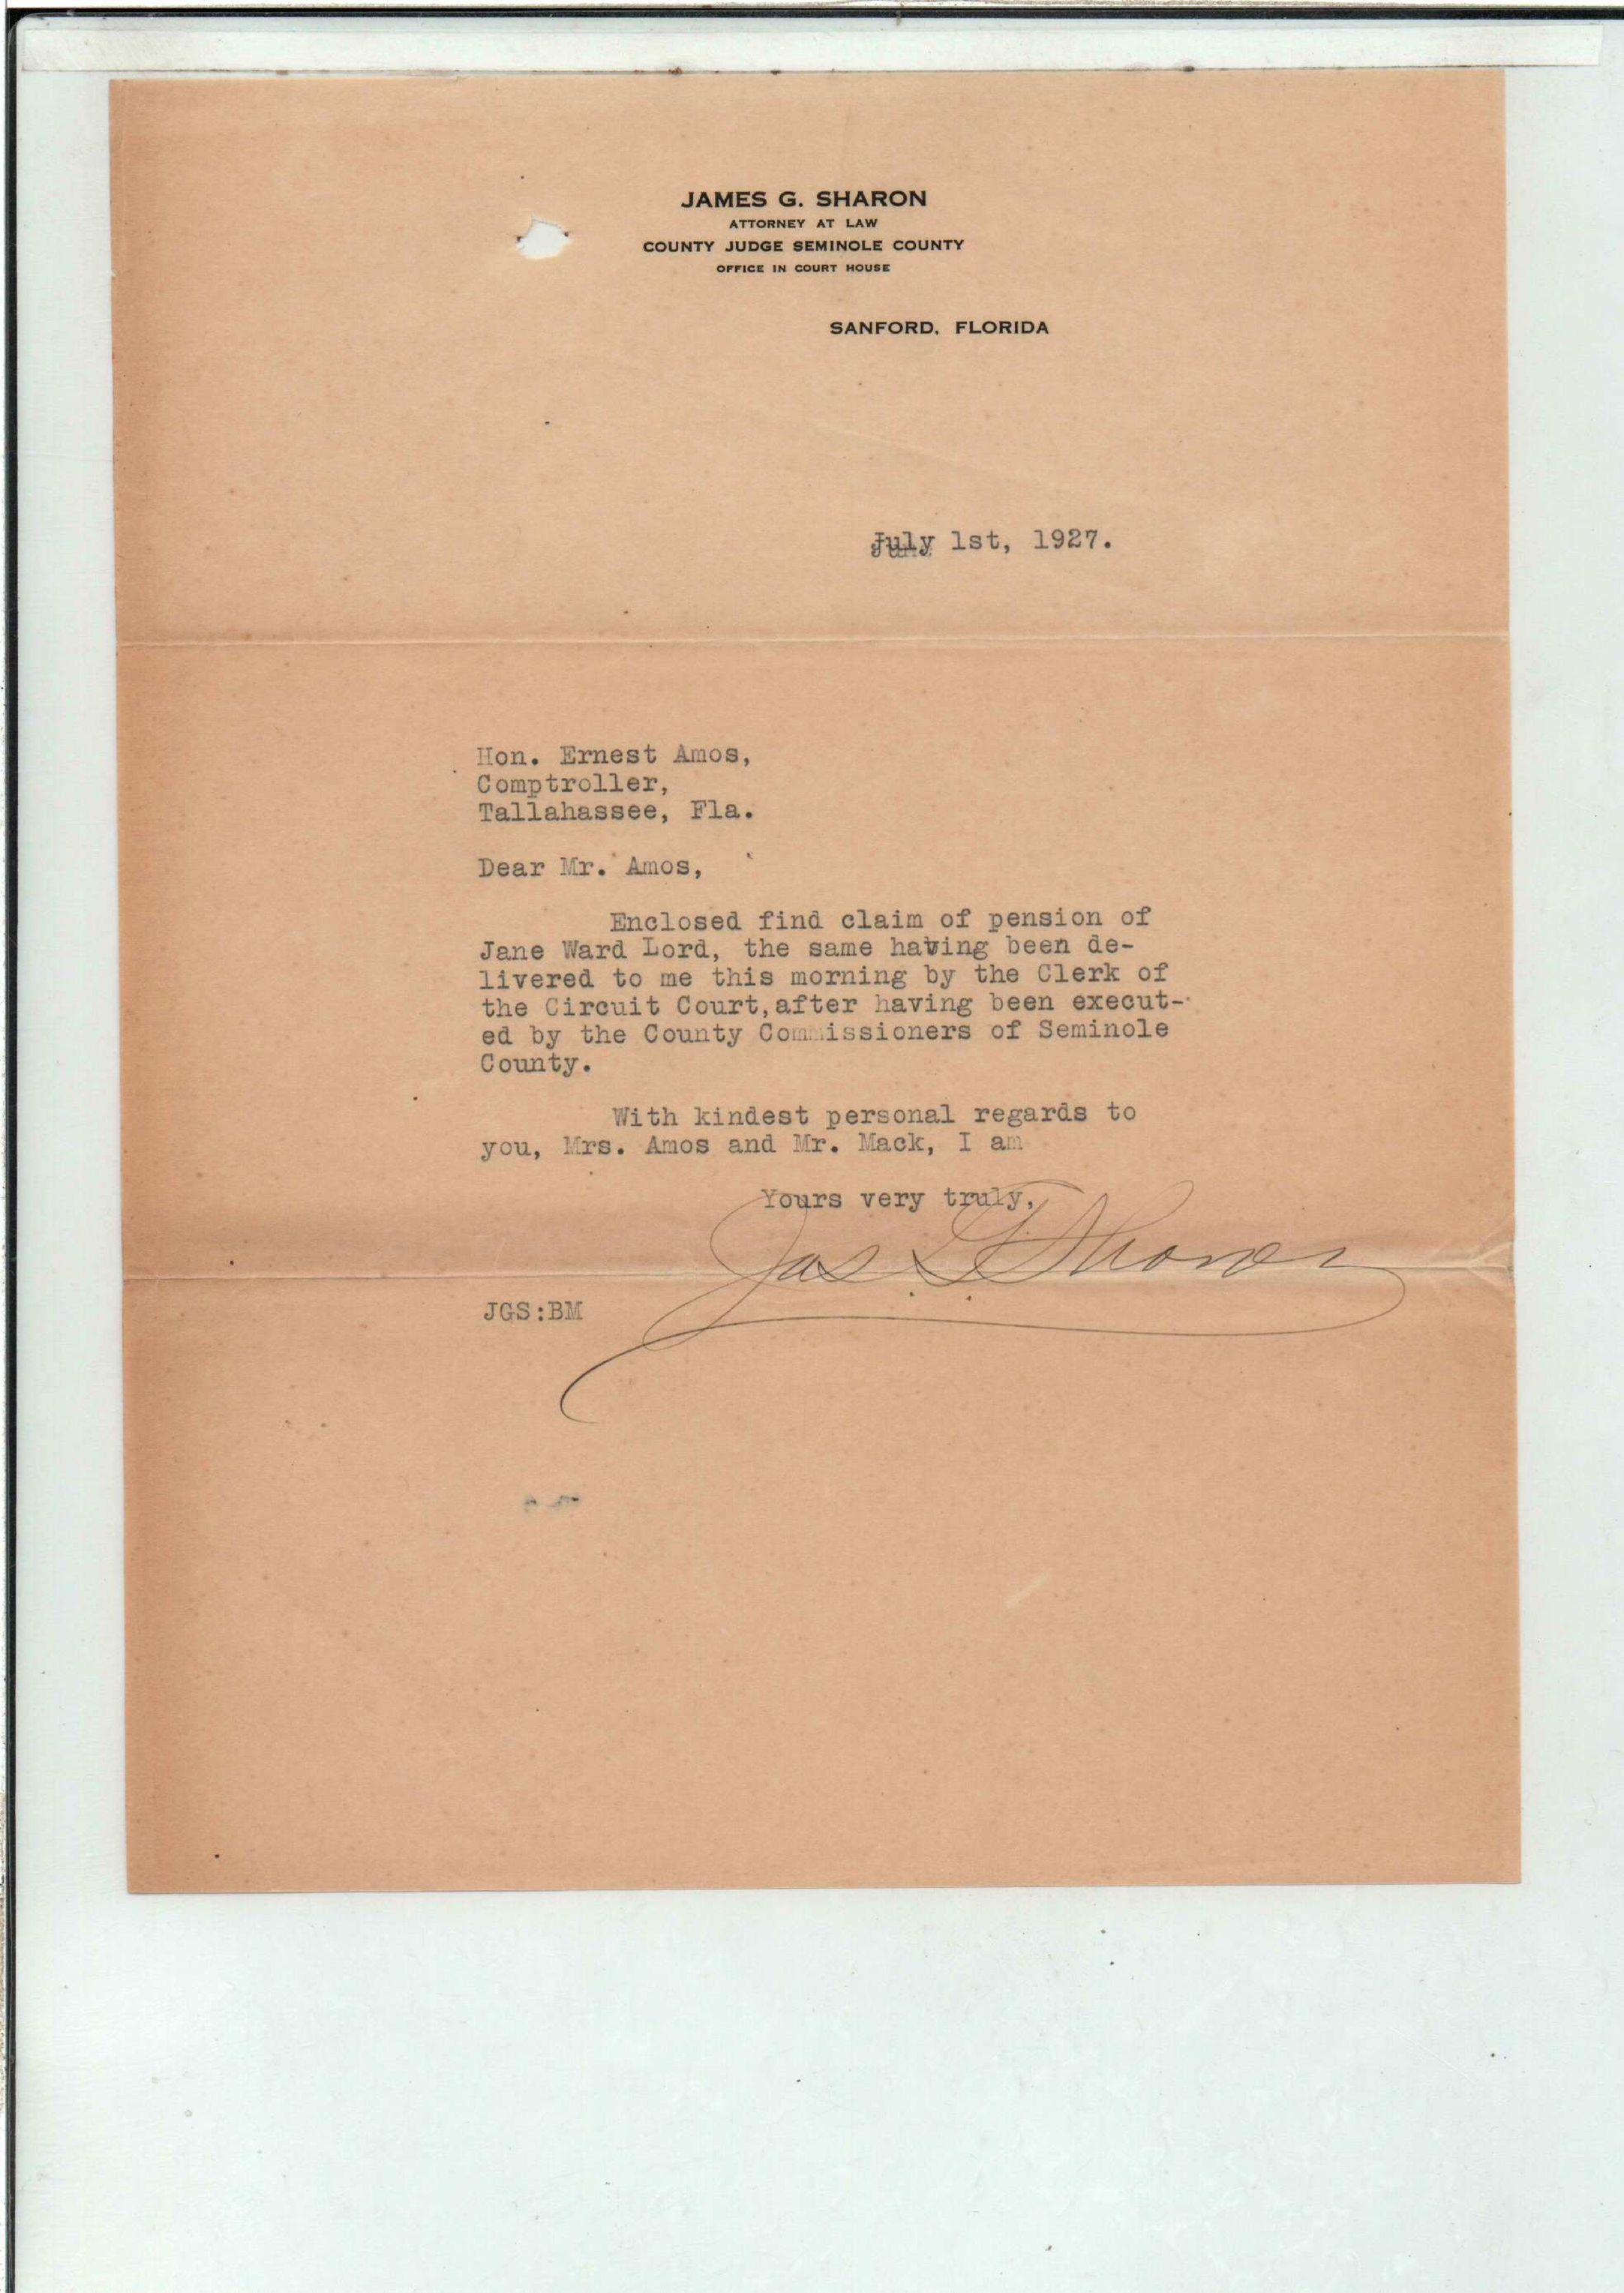 JAMES G. SHARON
ATTORNEY AT LAW
COUNTY JUDGE SEMINOLE COUNTY
OFFICE IN COURT HOUSE
SANFORD, FLORIDA
July 1st, 1927.
Hon. Ernest Amos,
Comptroller,
Tallahassee, Fla.
Dear Mr. Amos,
Enclosed find claim of pension of
Jane Ward Lord, the same having been de-
livered to me this morning by the Clerk of
the Circuit Court,after having been execut-
ed by the County Commissioners of Seminole
County.
With kindest personal regards to
you, Mrs. Amos and Mr. Mack, I am
Yours very truly,
Jas G Sharon
JGS:BM